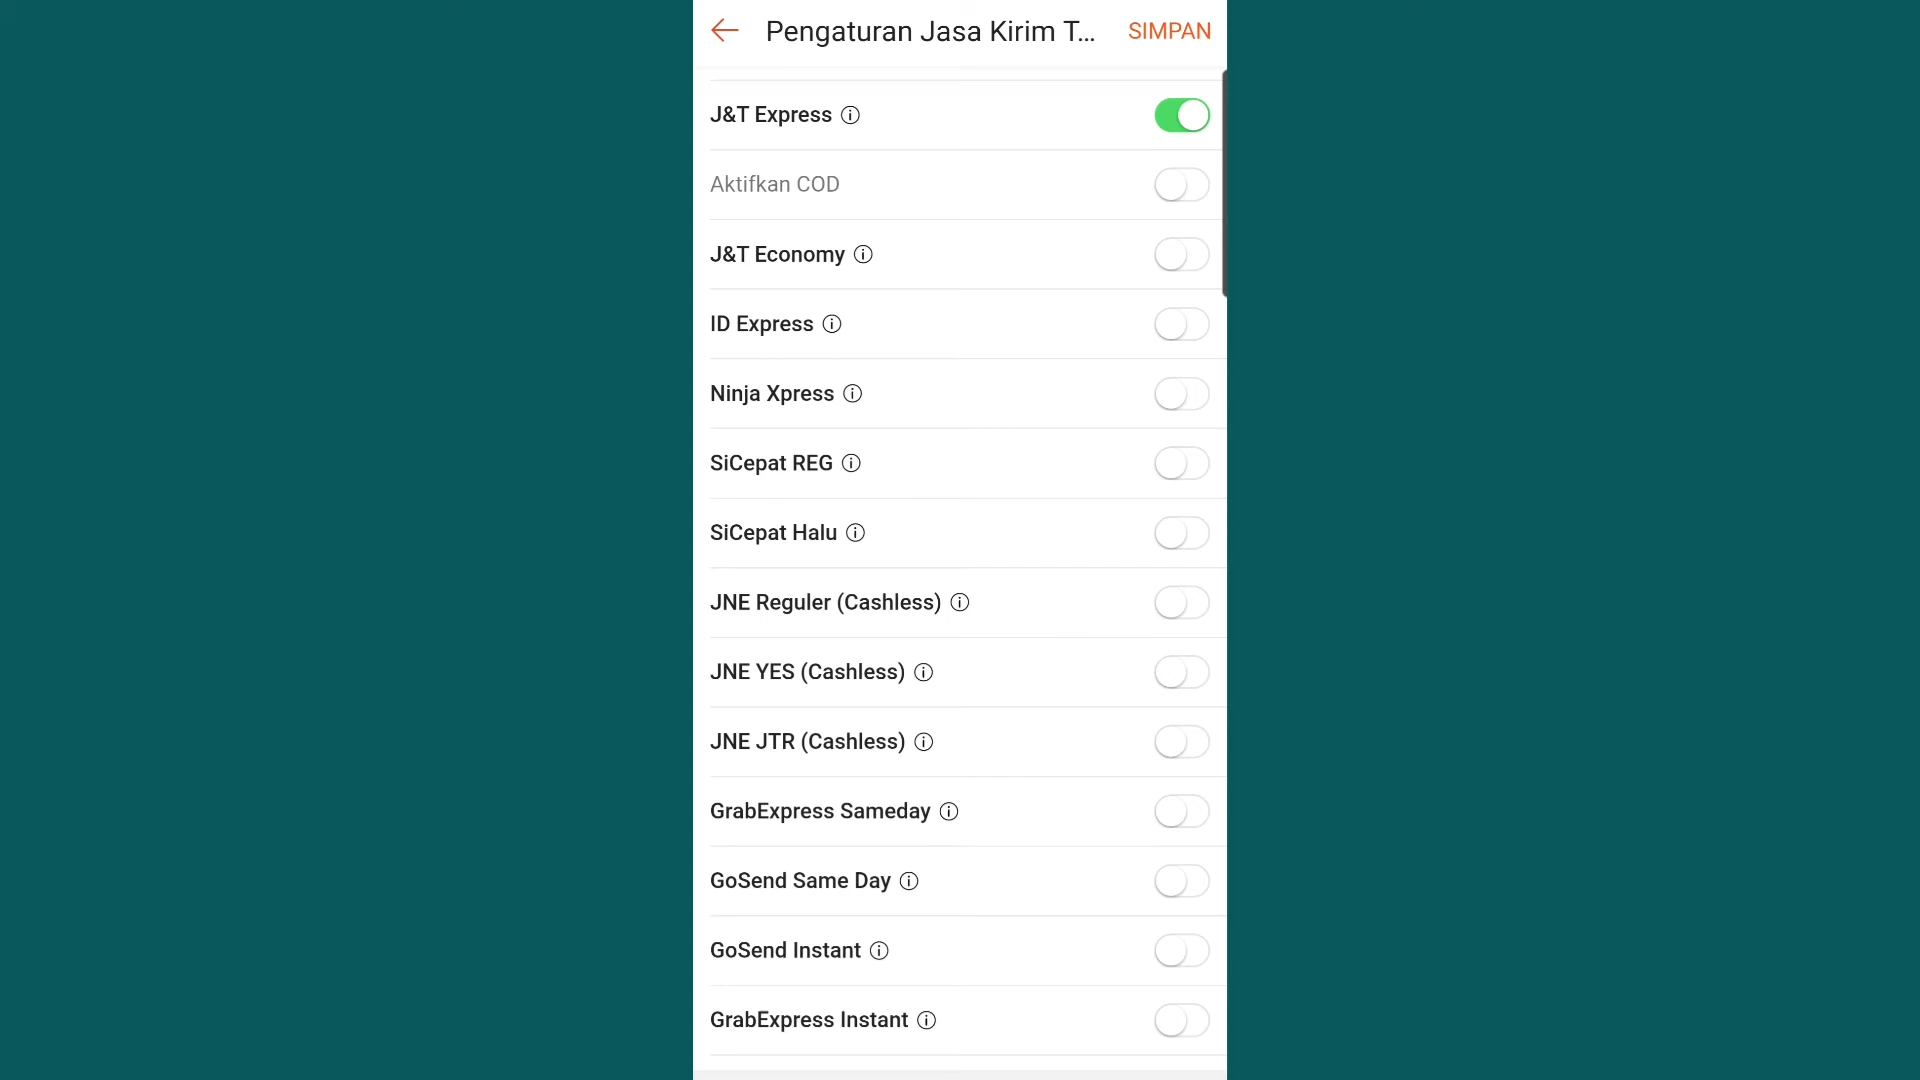 Pengaturan Jasa Kirim T...
SIMPAN
J&T Express
Aktifkan COD
J&T Economy
ID Express
Ninja Xpress
SiCepat REG
SiCepat Halu
JNE Reguler (Cashless)
JNE YES (Cashless)
JNE JTR (Cashless)
GrabExpress Sameday
GoSend Same Day
GoSend Instant
GrabExpress Instant